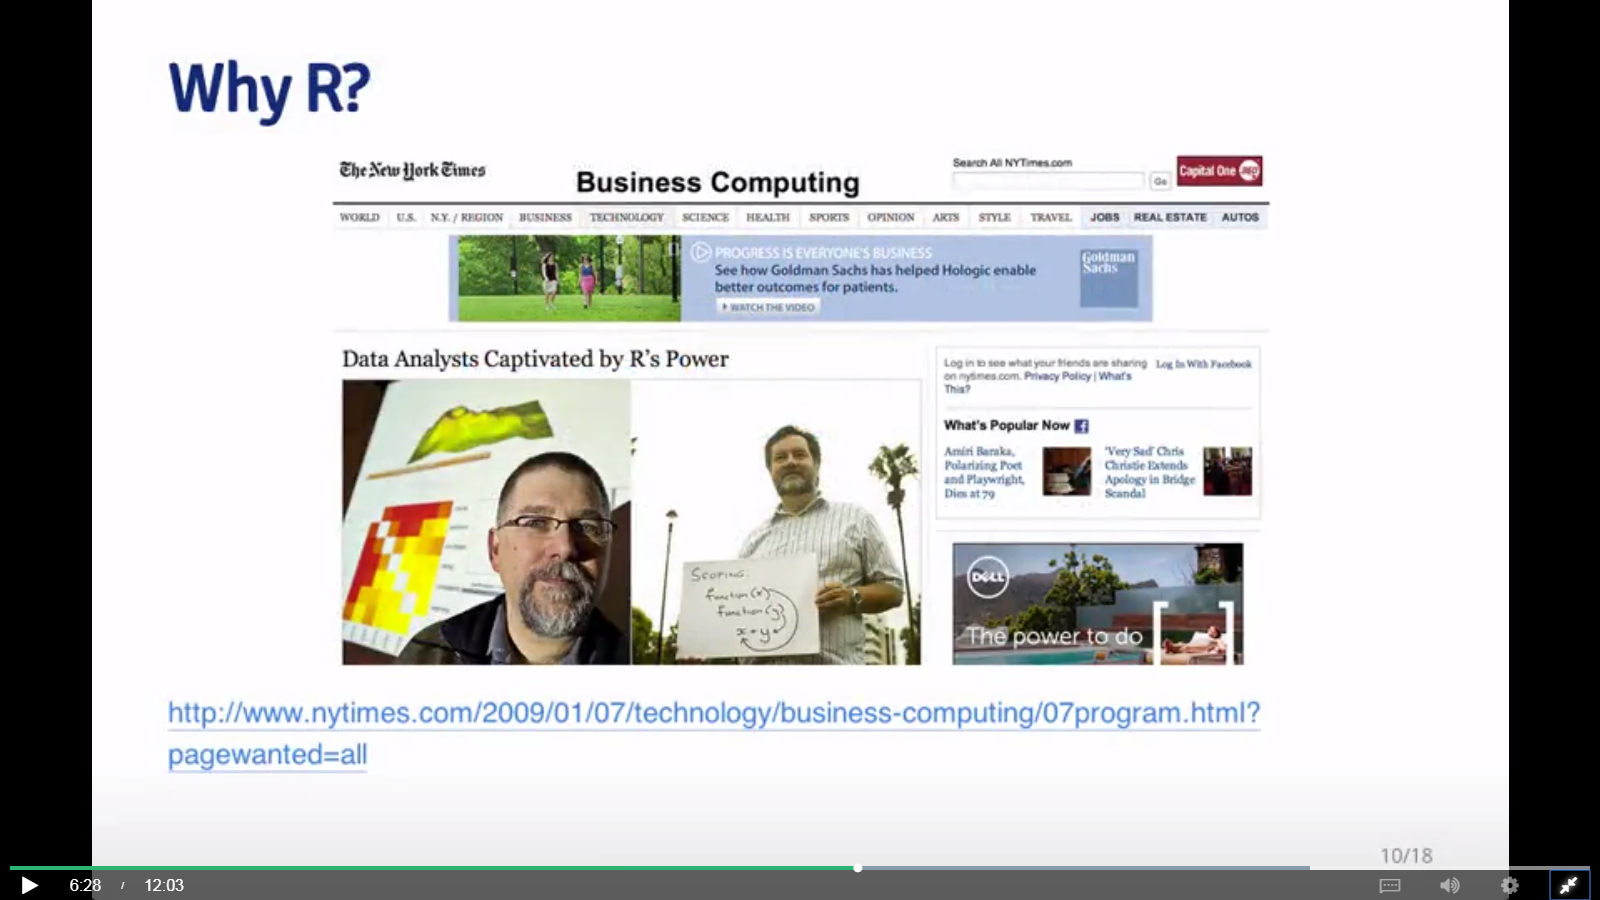 Why R?
The New York Times
Business Computing
Search All NYTimes.com
Go
Capital One
WORLD U.S. N.Y. / REGION BUSINESS TECHNOLOGY SCIENCE HEALTH SPORTS OPINION ARTS STYLE TRAVEL JOBS REAL ESTATE AUTOS
PROGRESS IS EVERYONE'S BUSINESS
See how Goldman Sachs has helped Hologic enable
better outcomes for patients.
WATCH THE VIDEO
Goldman
Sachs
Data Analysts Captivated by R's Power
SCOPING:
function(x)
function(y)
x+y
Log in to see what your friends are sharing
on nytimes.com. Privacy Policy | What's
This?
Log In With Facebook
What's Popular Now
Amiri Baraka,
Polarizing Poet
and Playwright,
Dies at 79
'Very Sad' Chris
Christie Extends
Apology in Bridge
Scandal
DELL
The power to do
http://www.nytimes.com/2009/01/07/technology/business-computing/07program.html?
pagewanted=all
10/18
6:28 / 12:03